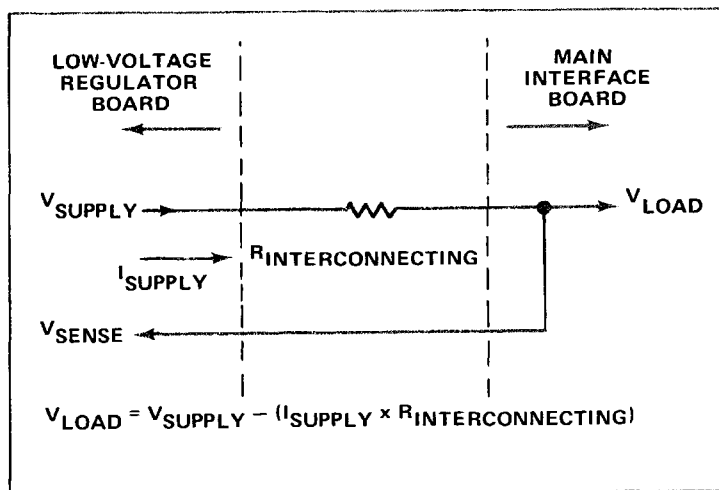 LOW-VOLTAGE
REGULATOR
BOARD
MAIN
INTERFACE
BOARD
VSUPPLY
VLOAD
ISUPPLY
RINTERCONNECTING
VSENSE
VLOAD = VSUPPLY – (ISUPPLY x RINTERCONNECTING)